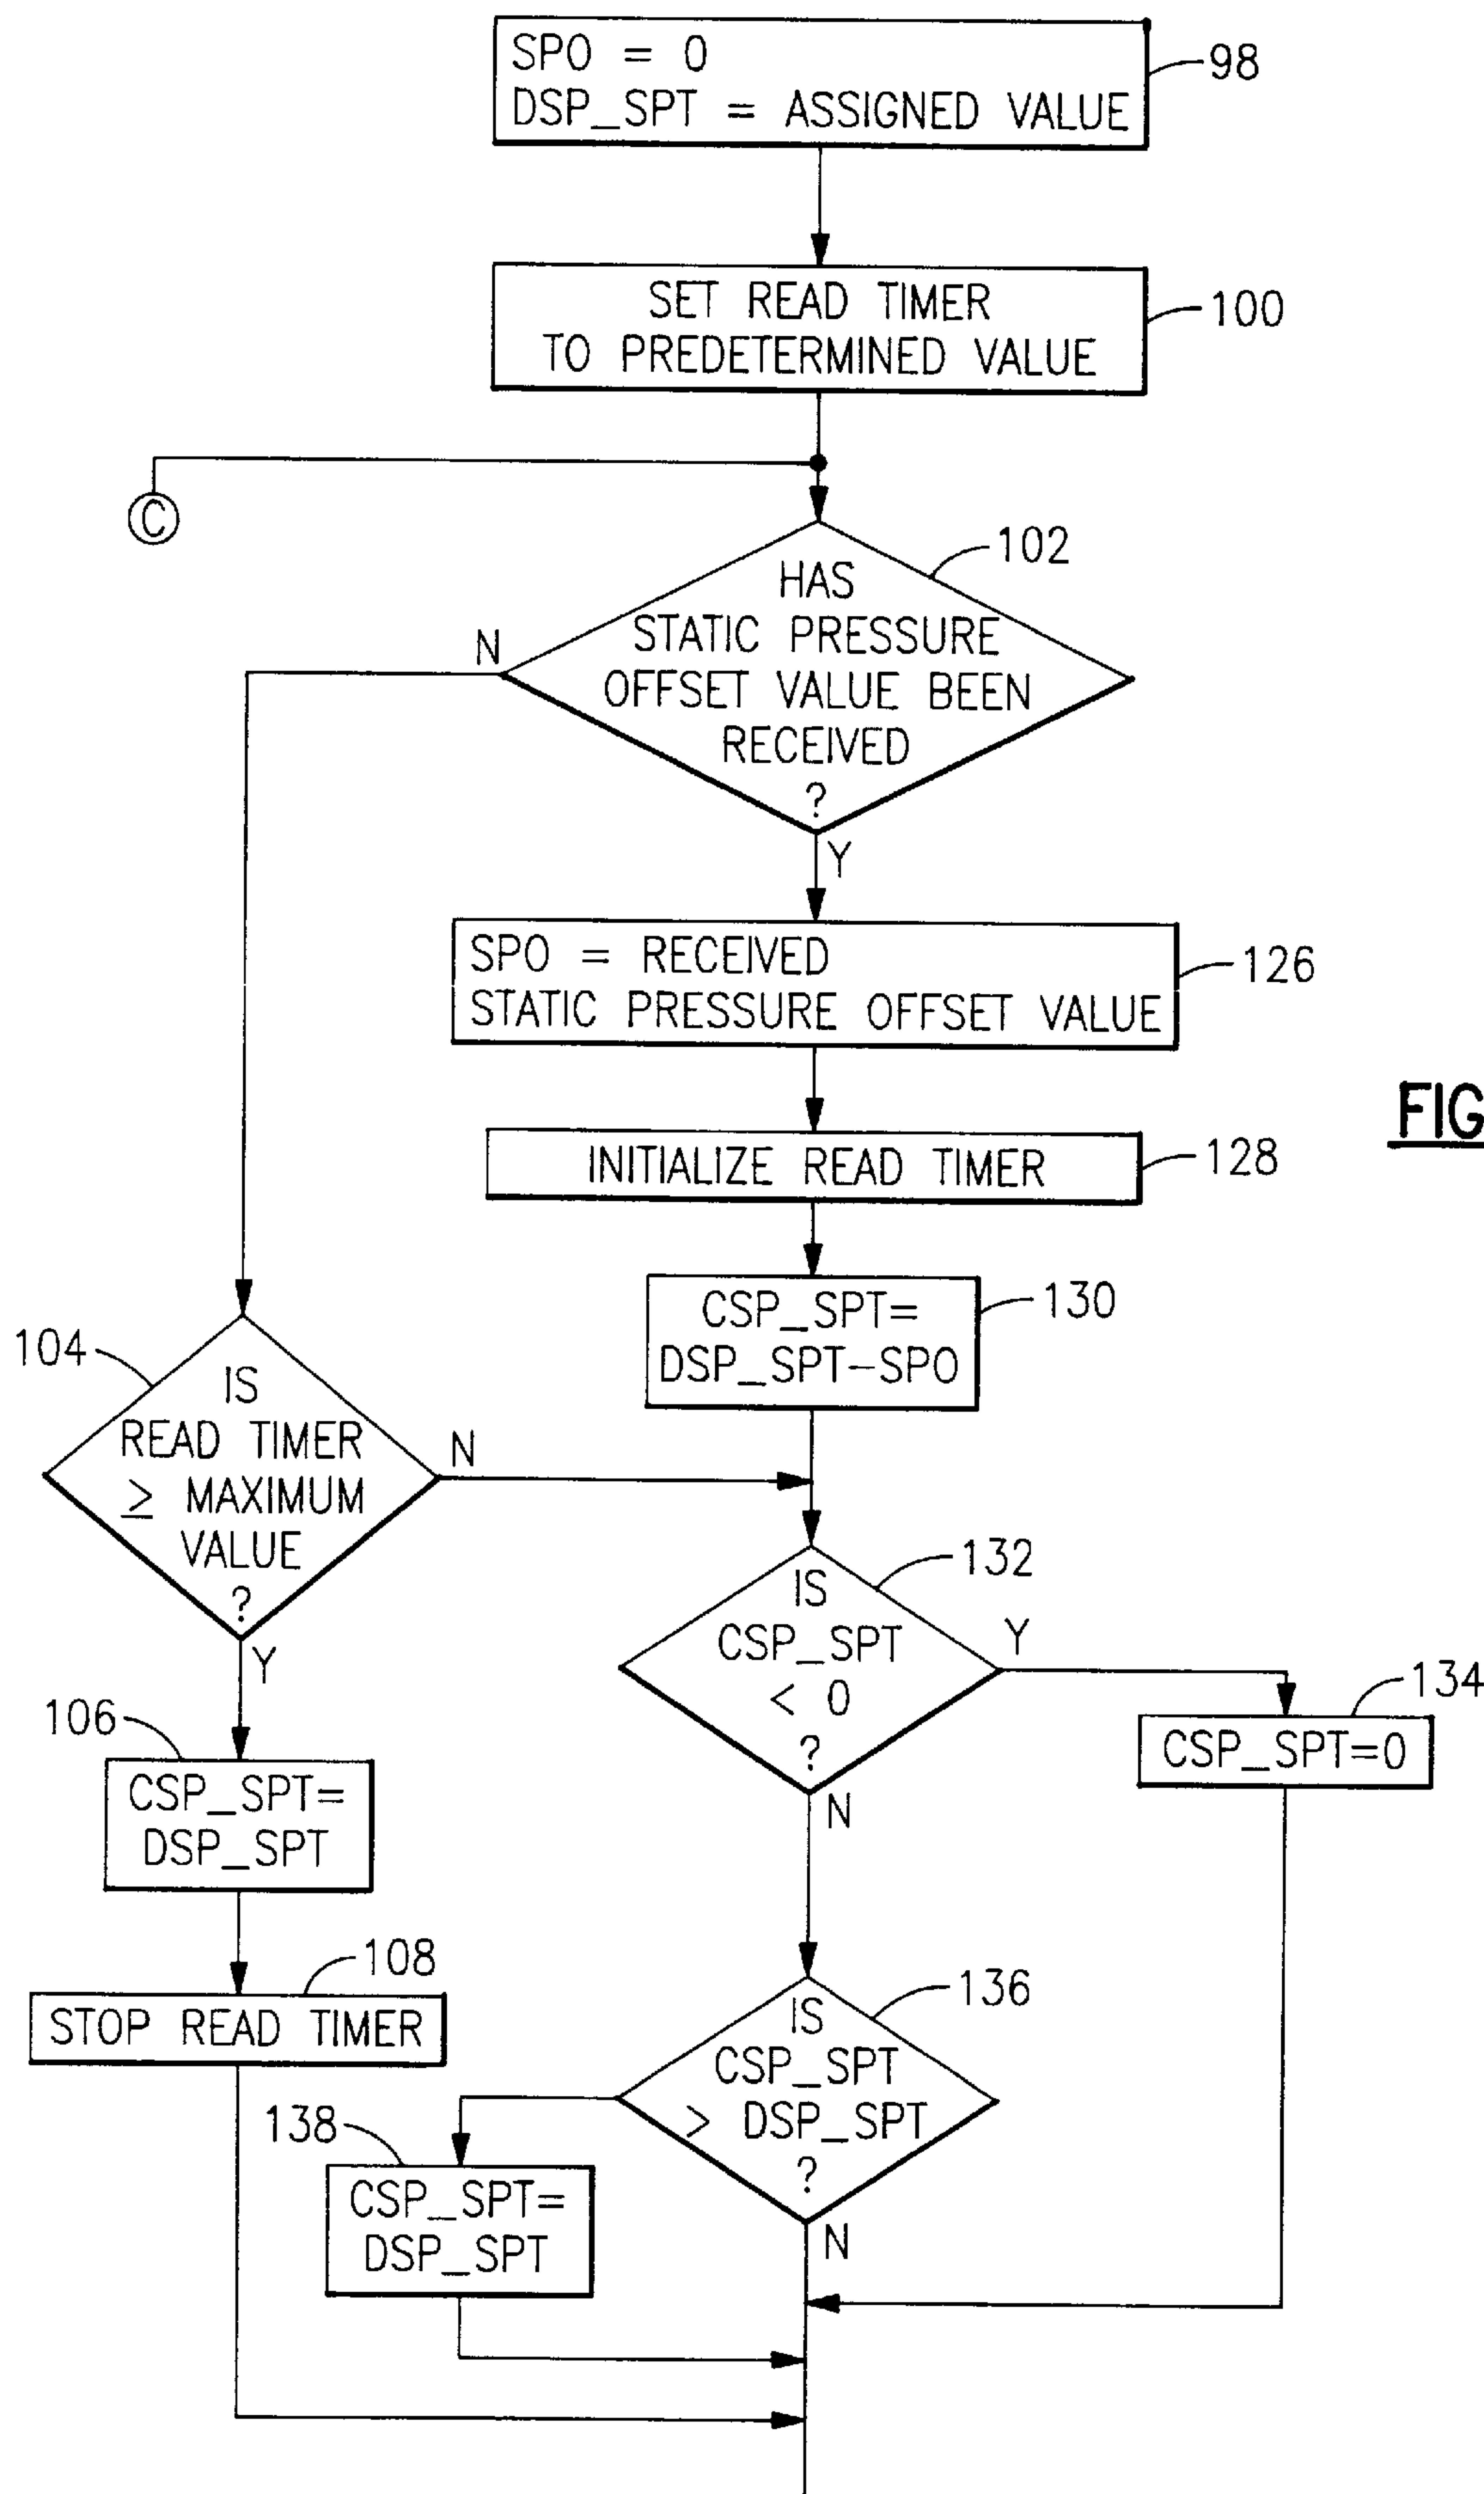 SPO = 0
DSP_SPT = ASSIGNED VALUE
98
SET READ TIMER
TO PREDETERMINED VALUE
100
C
102
HAS
STATIC PRESSURE
OFFSET VALUE BEEN
RECEIVED
?
N
Y
SPO = RECEIVED
STATIC PRESSURE OFFSET VALUE
126
FIG
INITIALIZE READ TIMER
128
CSP_SPT=
DSP_SPT-SPO
130
104
IS
READ TIMER
≥ MAXIMUM
VALUE
?
N
Y
132
IS
CSP_SPT
< 0
?
Y
N
134
CSP_SPT=0
106
CSP_SPT=
DSP_SPT
108
STOP READ TIMER
136
IS
CSP_SPT
> DSP_SPT
?
N
138
CSP_SPT=
DSP_SPT